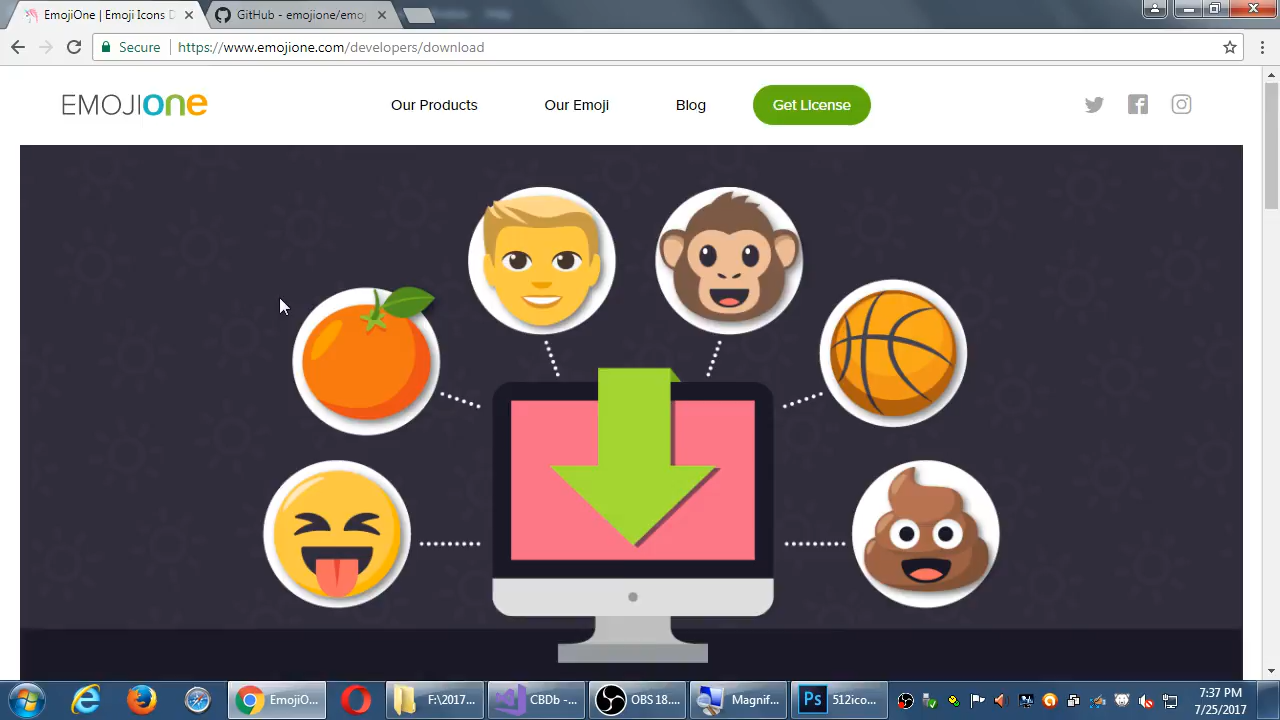 EmojiOne | Emoji Icons D
GitHub - emojione/emoj
Secure
https://www.emojione.com/developers/download
EMOJIone
Our Products
Our Emoji
Blog
Get License
EmojiO...
F:\2017...
CBDb -...
OBS 18....
Magnif...
Ps
512ico...
7:37 PM
7/25/2017